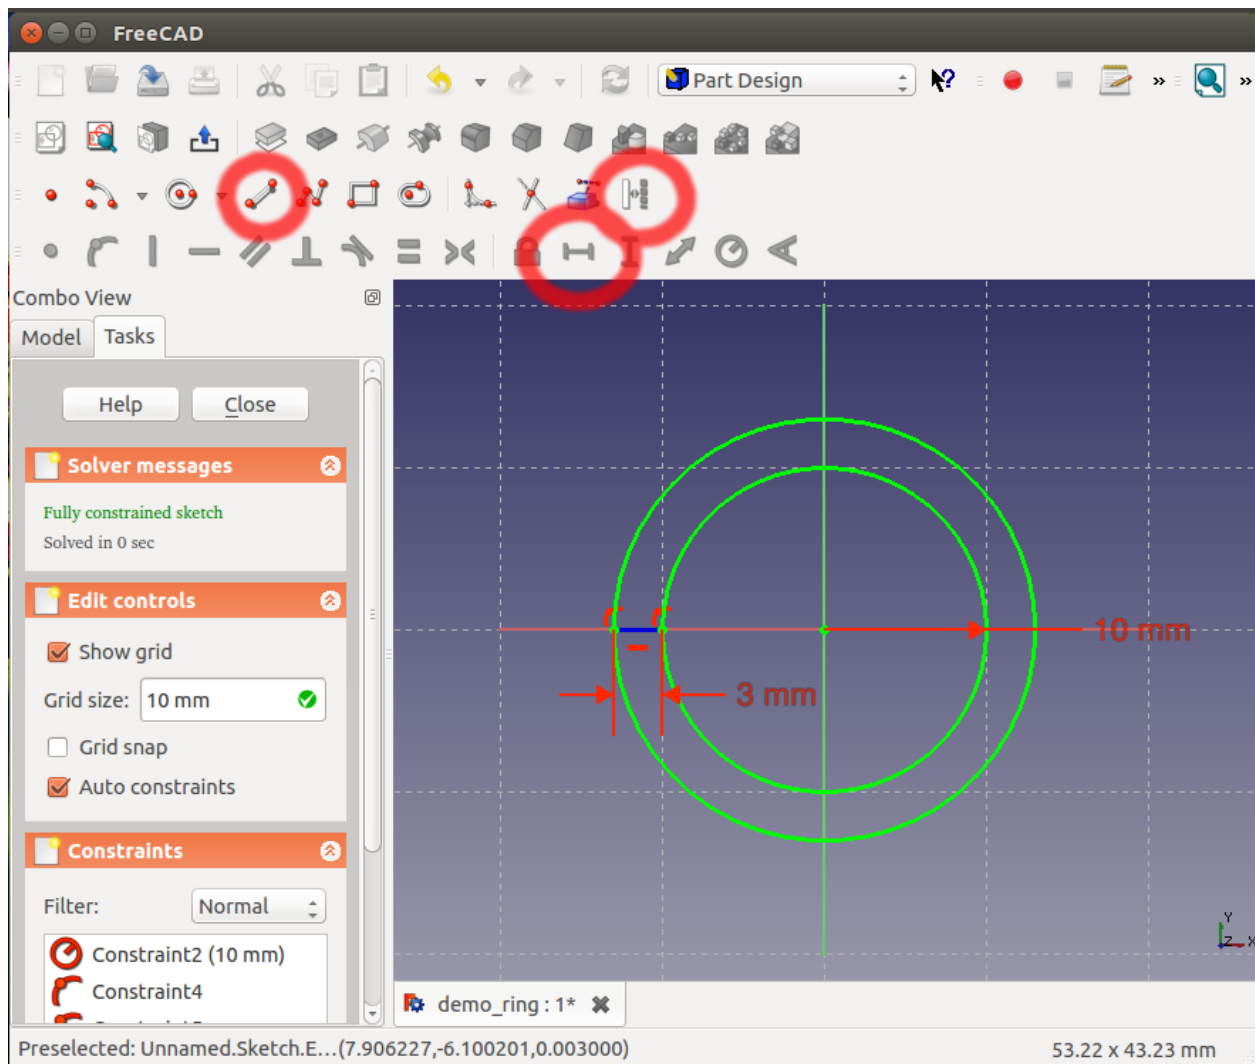 FreeCAD
Part Design
Combo View
Model Tasks
Help Close
Solver messages
Fully constrained sketch
Solved in 0 sec
Edit controls
Show grid
Grid size: 10 mm
Grid snap
Auto constraints
Constraints
Filter: Normal
Constraint2 (10 mm)
Constraint4
10 mm
3 mm
Y
Z X
demo_ring : 1*
Preselected: Unnamed.Sketch.E...(7.906227,-6.100201,0.003000)
53.22 x 43.23 mm